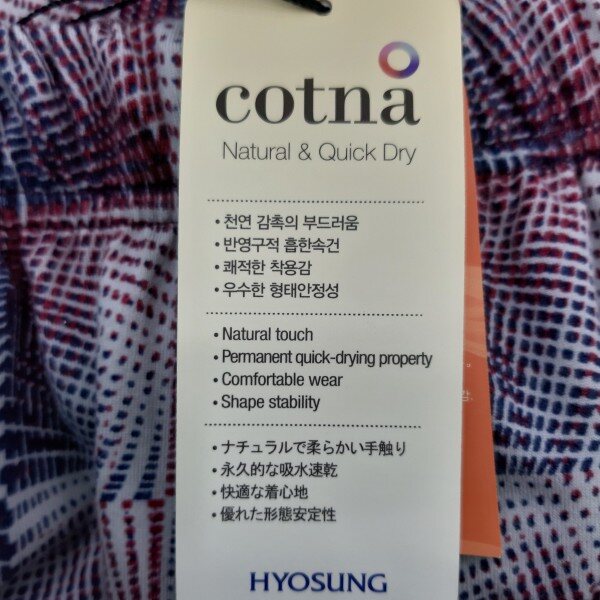 cotna
Natural & Quick Dry
• 천연 감촉의 부드러움
• 반영구적 흡한속건
• 쾌적한 착용감
• 우수한 형태안정성
• Natural touch
• Permanent quick-drying property
• Comfortable wear
• Shape stability
• ナチュラルで柔らかい手触り
• 永久的な吸水速乾
• 快適な着心地
• 優れた形態安定性
HYOSUNG